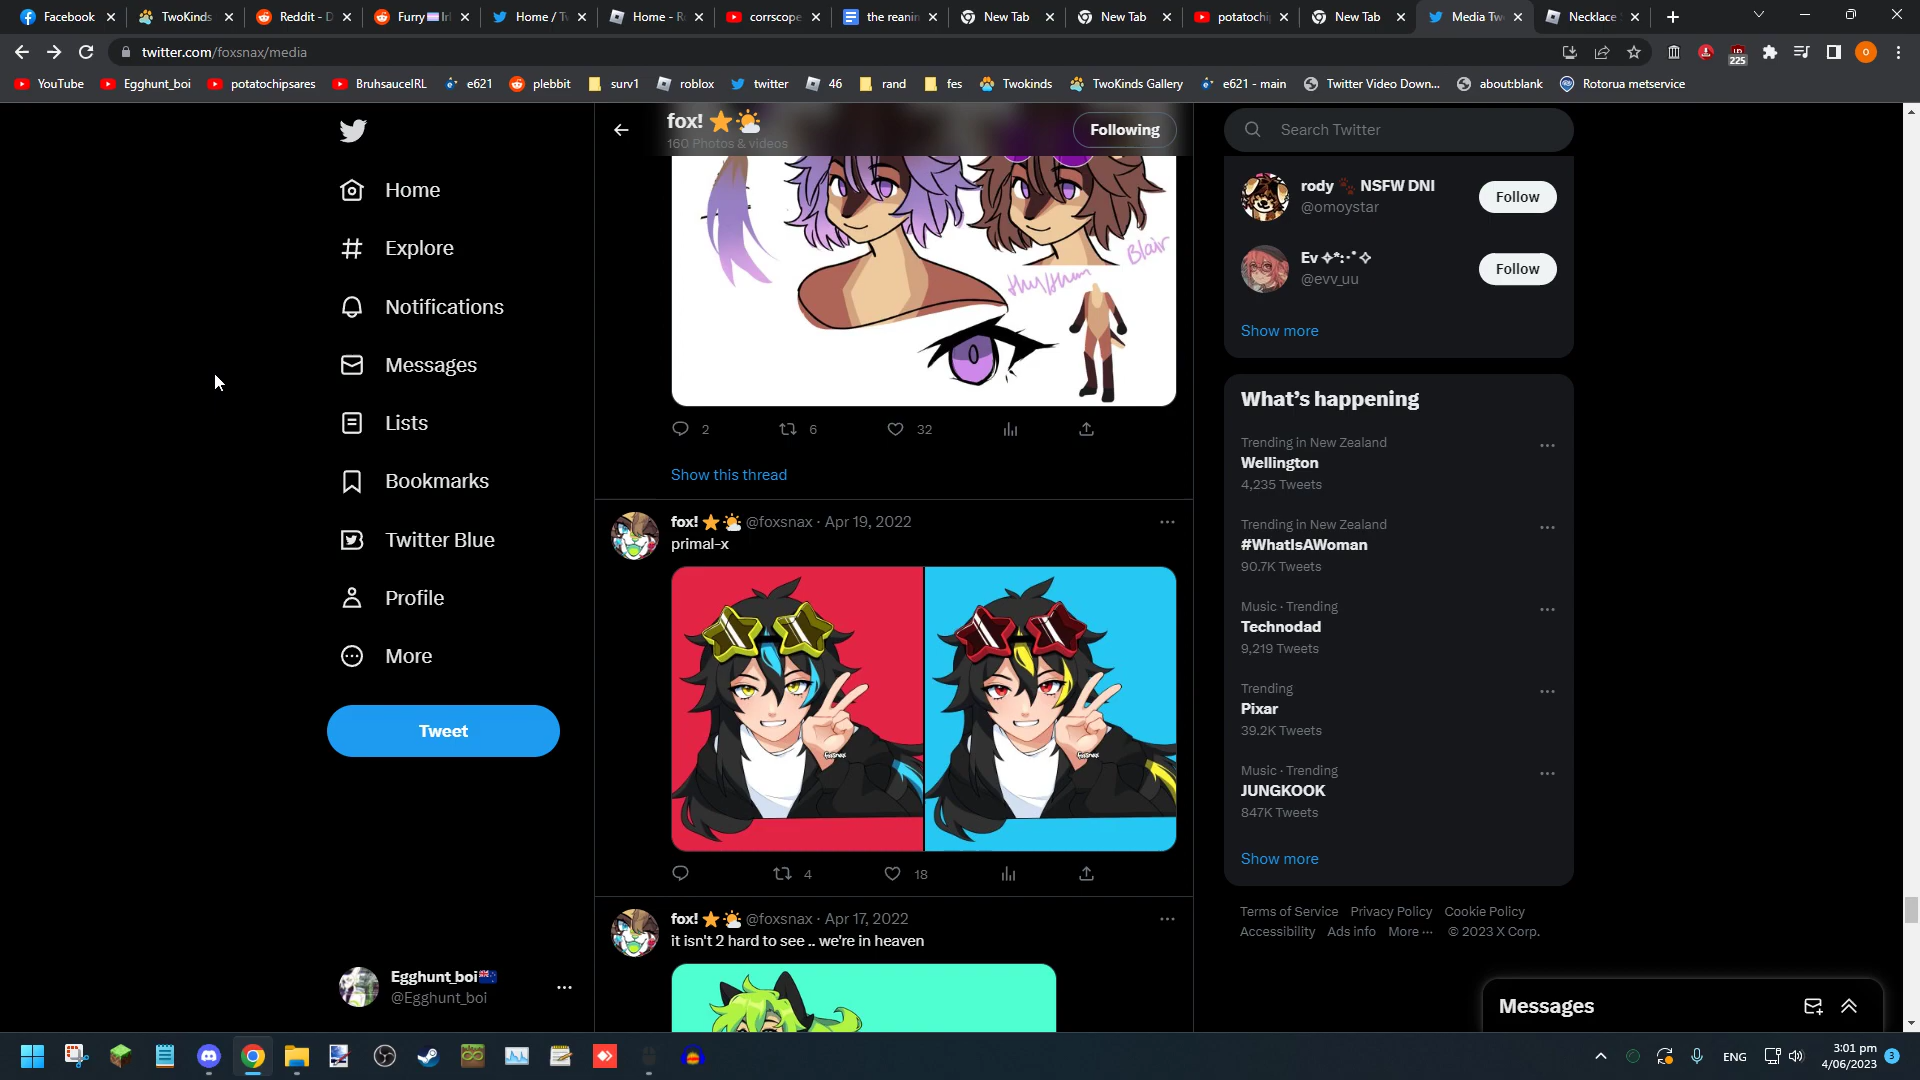 Facebook
TwoKinds
Reddit - D
Furry
Home / Tw
Home - R
corrscope
the reanin
New Tab
New Tab
potatochip
New Tab
Media Tw
Necklace
twitter.com/foxsnax/media
225
O
YouTube
Egghunt_boi
potatochipsares
BruhsauceIRL
e621
plebbit
surv1
roblox
twitter
46
rand
fes
Twokinds
TwoKinds Gallery
e621 - main
Twitter Video Down...
about:blank
Rotorua metservice
Home
Explore
Notifications
Messages
Lists
Bookmarks
Twitter Blue
Profile
More
Tweet
Egghunt_boi🇳🇿
@Egghunt_boi
fox! ⭐🌤️
160 Photos & videos
Following
Blair
2
6
32
Show this thread
fox! ⭐🌤️ @foxsnax · Apr 19, 2022
primal-x
foxsnax
foxsnax
4
18
fox! ⭐🌤️ @foxsnax · Apr 17, 2022
it isn't 2 hard to see .. we're in heaven
Search Twitter
rody 🐾 NSFW DNI
@omoystar
Follow
Ev ✧*:･ﾟ✧
@evv_uu
Follow
Show more
What's happening
Trending in New Zealand
Wellington
4,235 Tweets
Trending in New Zealand
#WhatIsAWoman
90.7K Tweets
Music · Trending
Technodad
9,219 Tweets
Trending
Pixar
39.2K Tweets
Music · Trending
JUNGKOOK
847K Tweets
Show more
Terms of Service Privacy Policy Cookie Policy
Accessibility Ads info More ··· © 2023 X Corp.
Messages
ENG
3:01 pm
4/06/2023
3